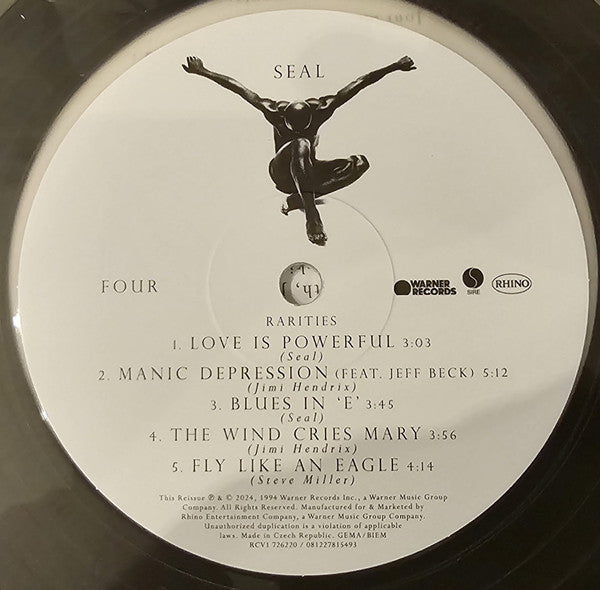 SEAL
FOUR
WARNER
RECORDS
SIRE
RHINO
RARITIES
1. LOVE IS POWERFUL 3:03
(Seal)
2. MANIC DEPRESSION (FEAT. JEFF BECK) 5:12
(Jimi Hendrix)
3. BLUES IN ‘E’ 3:45
(Seal)
4. THE WIND CRIES MARY 3:56
(Jimi Hendrix)
5. FLY LIKE AN EAGLE 4:14
(Steve Miller)
This Reissue ℗ & © 2024, 1994 Warner Records Inc., a Warner Music Group
Company. All Rights Reserved. Manufactured for & Marketed by
Rhino Entertainment Company, a Warner Music Group Company.
Unauthorized duplication is a violation of applicable
laws. Made in Czech Republic. GEMA/BIEM
RCV1 726220 / 081227815493